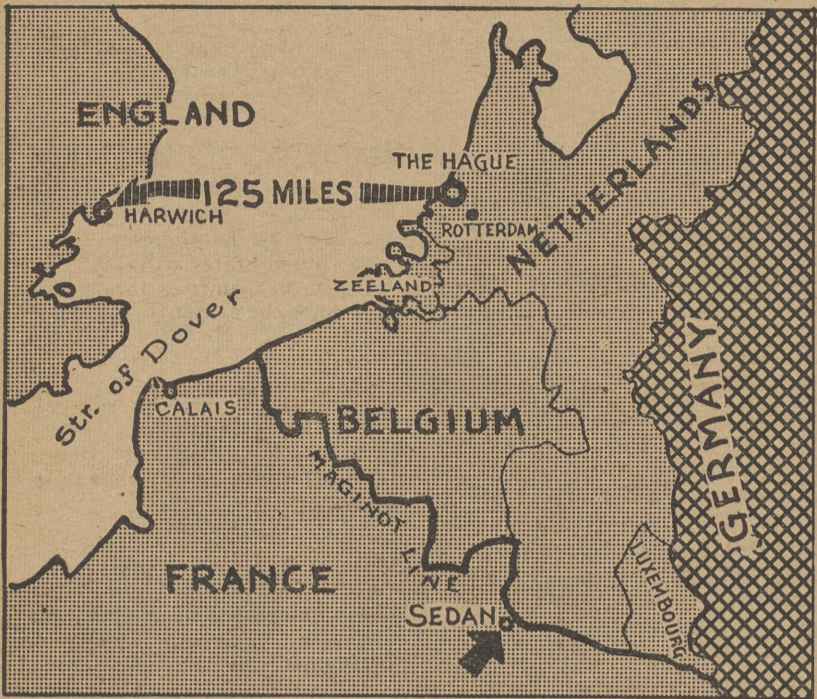 ENGLAND
THE HAGUE
125 MILES
HARWICH
ROTTERDAM
NETHERLANDS
ZEELAND
Str. of Dover
GERMANY
CALAIS
BELGIUM
MAGINOT LINE
FRANCE
LUXEMBOURG
SEDAN